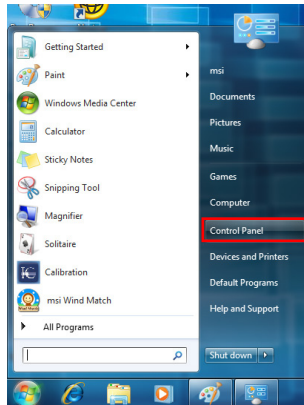 Getting Started
Paint
Windows Media Center
Calculator
Sticky Notes
Snipping Tool
Magnifier
Solitaire
Calibration
msi Wind Match
All Programs
msi
Documents
Pictures
Music
Games
Computer
Control Panel
Devices and Printers
Default Programs
Help and Support
Shut down